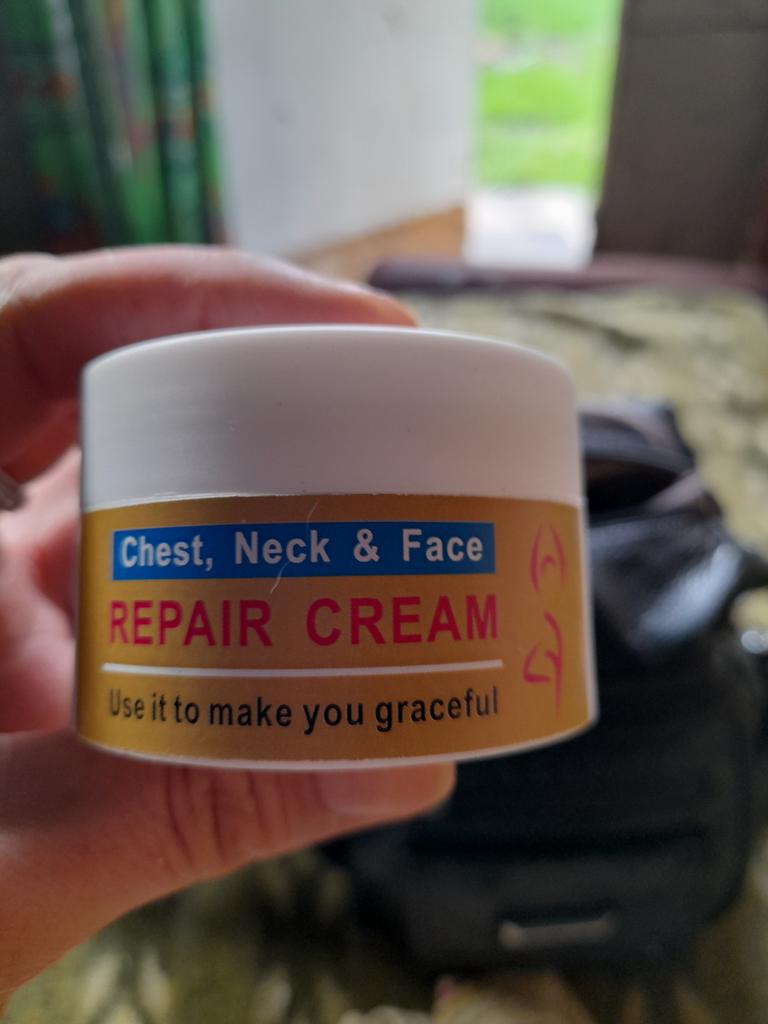 Chest, Neck & Face
REPAIR CREAM
Use it to make you graceful